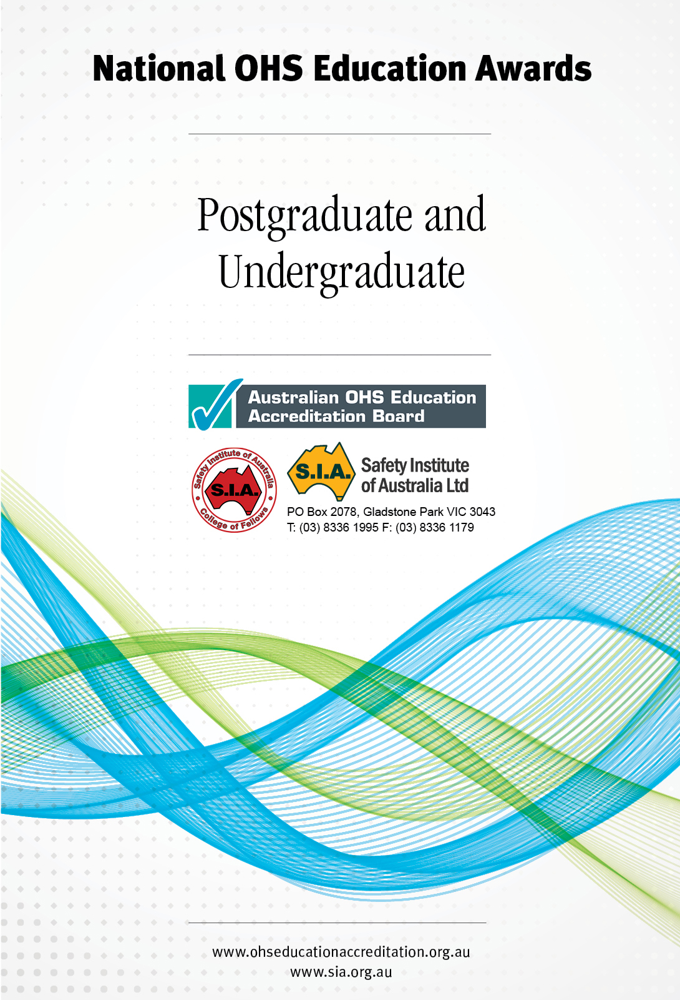 National OHS Education Awards
Postgraduate and
Undergraduate
Australian OHS Education
Accreditation Board
Safety Institute of Australia
S.I.A.
College of Fellows
S.I.A.
Safety Institute
of Australia Ltd
PO Box 2078, Gladstone Park VIC 3043
T: (03) 8336 1995 F: (03) 8336 1179
www.ohseducationaccreditation.org.au
www.sia.org.au